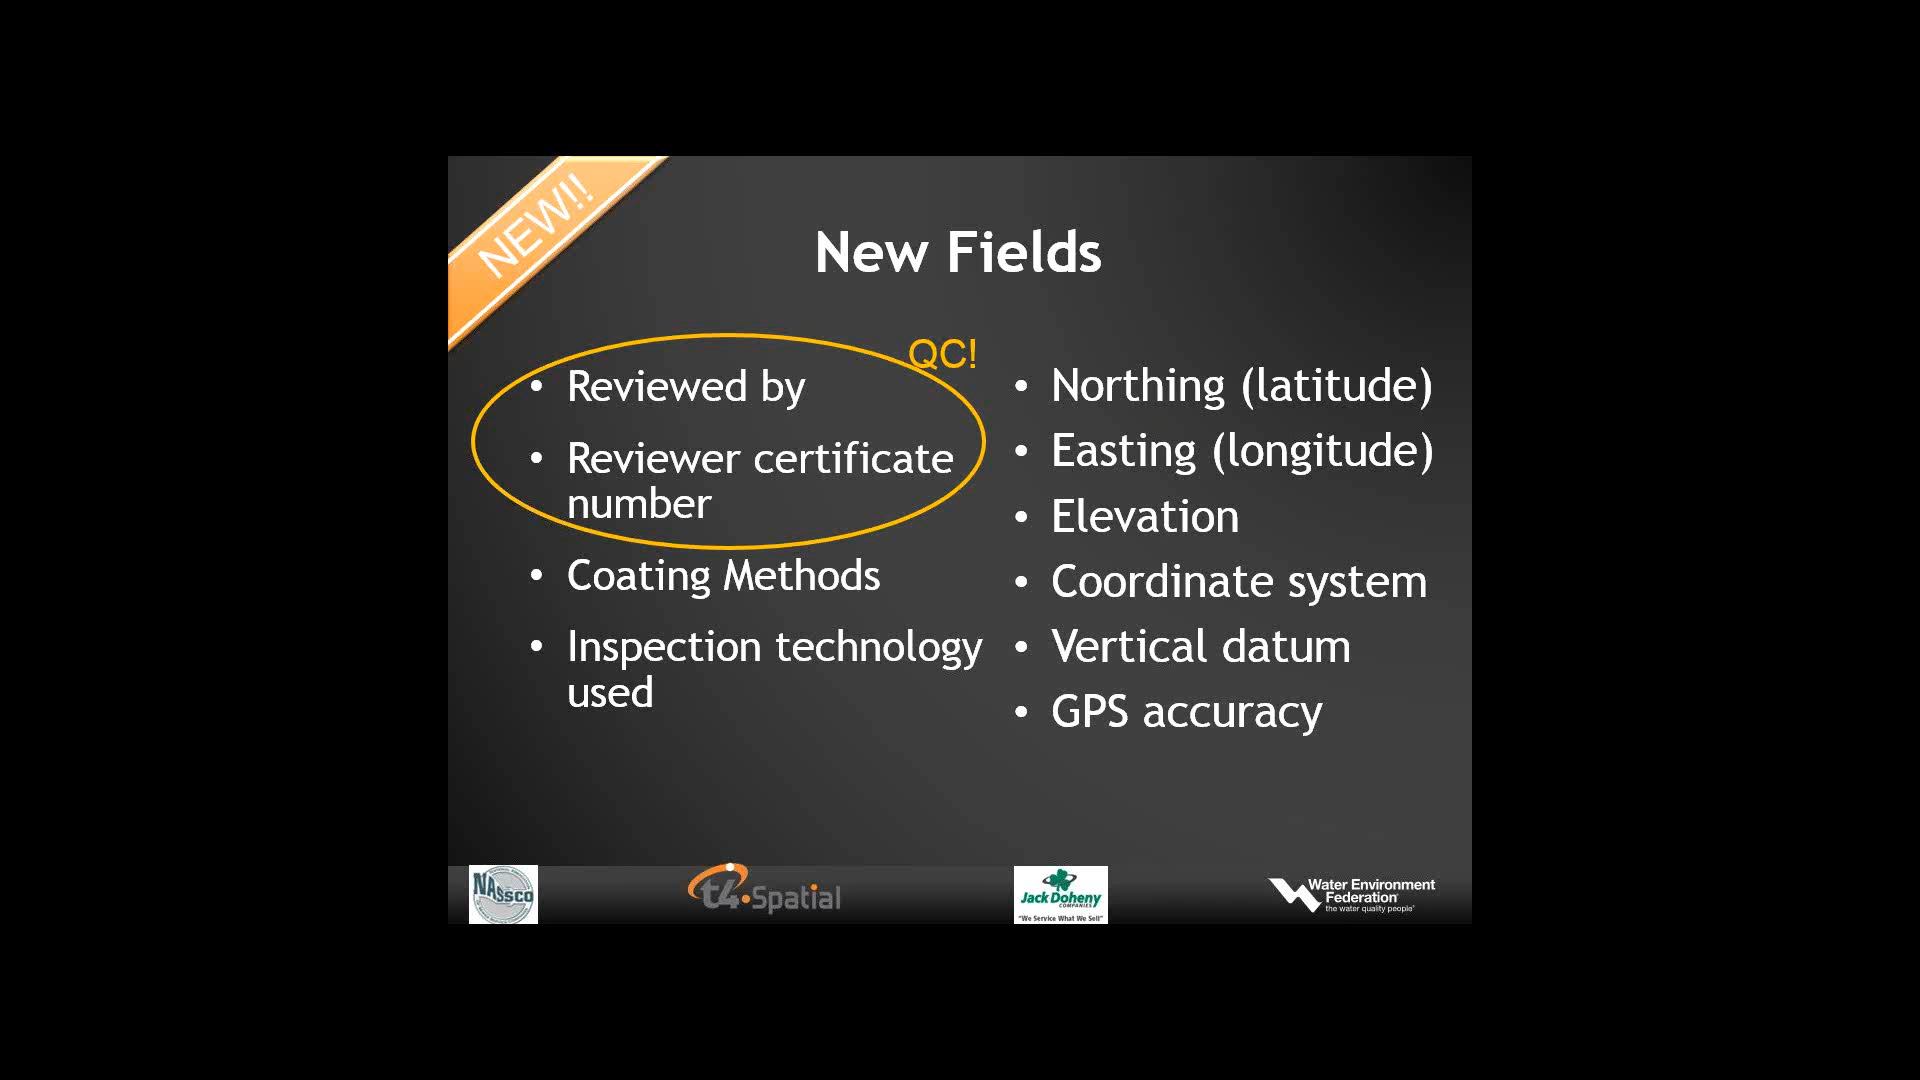 NEW!!
New Fields
QC!
• Reviewed by
• Reviewer certificate
number
• Coating Methods
• Inspection technology
used
• Northing (latitude)
• Easting (longitude)
• Elevation
• Coordinate system
• Vertical datum
• GPS accuracy
NASSCO
t4.Spatial
Jack Doheny
COMPANIES
"We Service What We Sell"
Water Environment
Federation
the water quality people